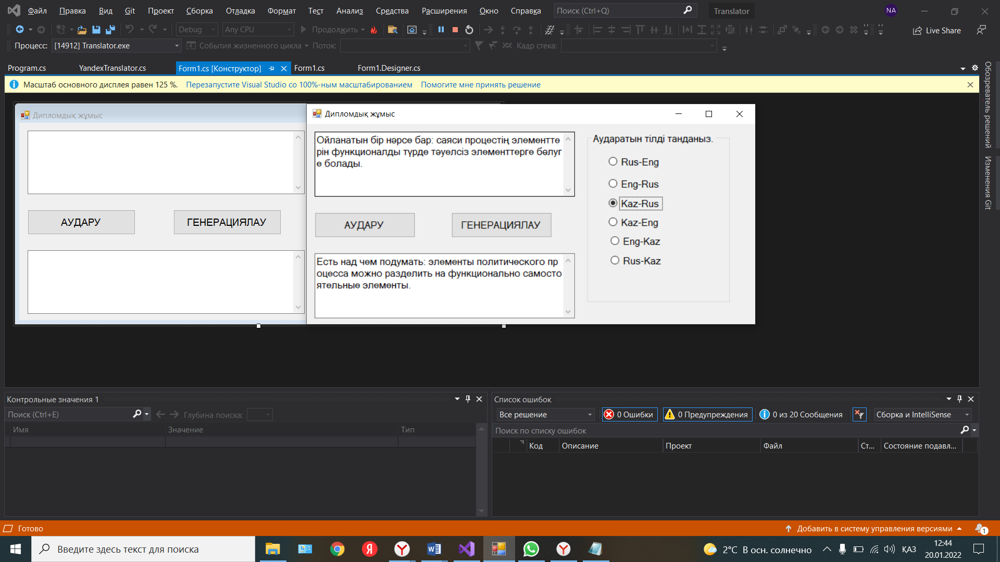 Файл Правка Вид Git Проект Сборка Отладка Формат Тест Анализ Средства Расширения Окно Справка Поиск (Ctrl+Q) Translator NA
Debug Any CPU Продолжить Live Share
Процесс: [14912] Translator.exe События жизненного цикла Поток: Кадр стека:
Program.cs YandexTranslator.cs Form1.cs [Конструктор] Form1.cs Form1.Designer.cs
Масштаб основного дисплея равен 125 %. Перезапустите Visual Studio со 100%-ным масштабированием Помогите мне принять решение
Обозреватель решений
Изменения Git
Дипломдық жұмыс
АУДАРУ ГЕНЕРАЦИЯЛАУ
Дипломдық жұмыс
Ойланатын бір нәрсе бар: саяси процестің элементте
рін функционалды түрде тәуелсіз элементтерге бөлуг
е болады.
АУДАРУ ГЕНЕРАЦИЯЛАУ
Есть над чем подумать: элементы политического пр
оцесса можно разделить на функционально самосто
ятельные элементы.
Аударатын тілді танданыз.
Rus-Eng
Eng-Rus
Kaz-Rus
Kaz-Eng
Eng-Kaz
Rus-Kaz
Контрольные значения 1
Поиск (Ctrl+E) Глубина поиска:
Имя Значение Тип
Список ошибок
Все решение 0 Ошибки 0 Предупреждения 0 из 20 Сообщения Сборка и IntelliSense
Поиск по списку ошибок
Код Описание Проект Файл Ст... Состояние подавл...
Готово Добавить в систему управления версиями 1
Введите здесь текст для поиска 2°C В осн. солнечно ҚАЗ 12:44
20.01.2022